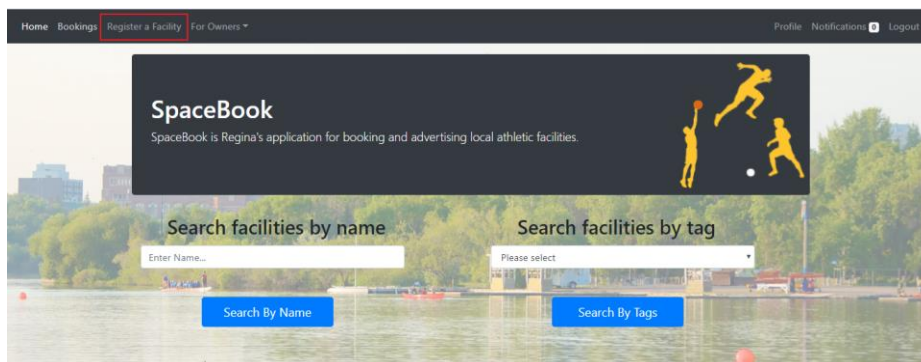 Home Bookings Register a Facility For Owners Profile Notifications 0 Logout
SpaceBook
SpaceBook is Regina's application for booking and advertising local athletic facilities.
Search facilities by name Search facilities by tag
Enter Name... Please select
Search By Name Search By Tags